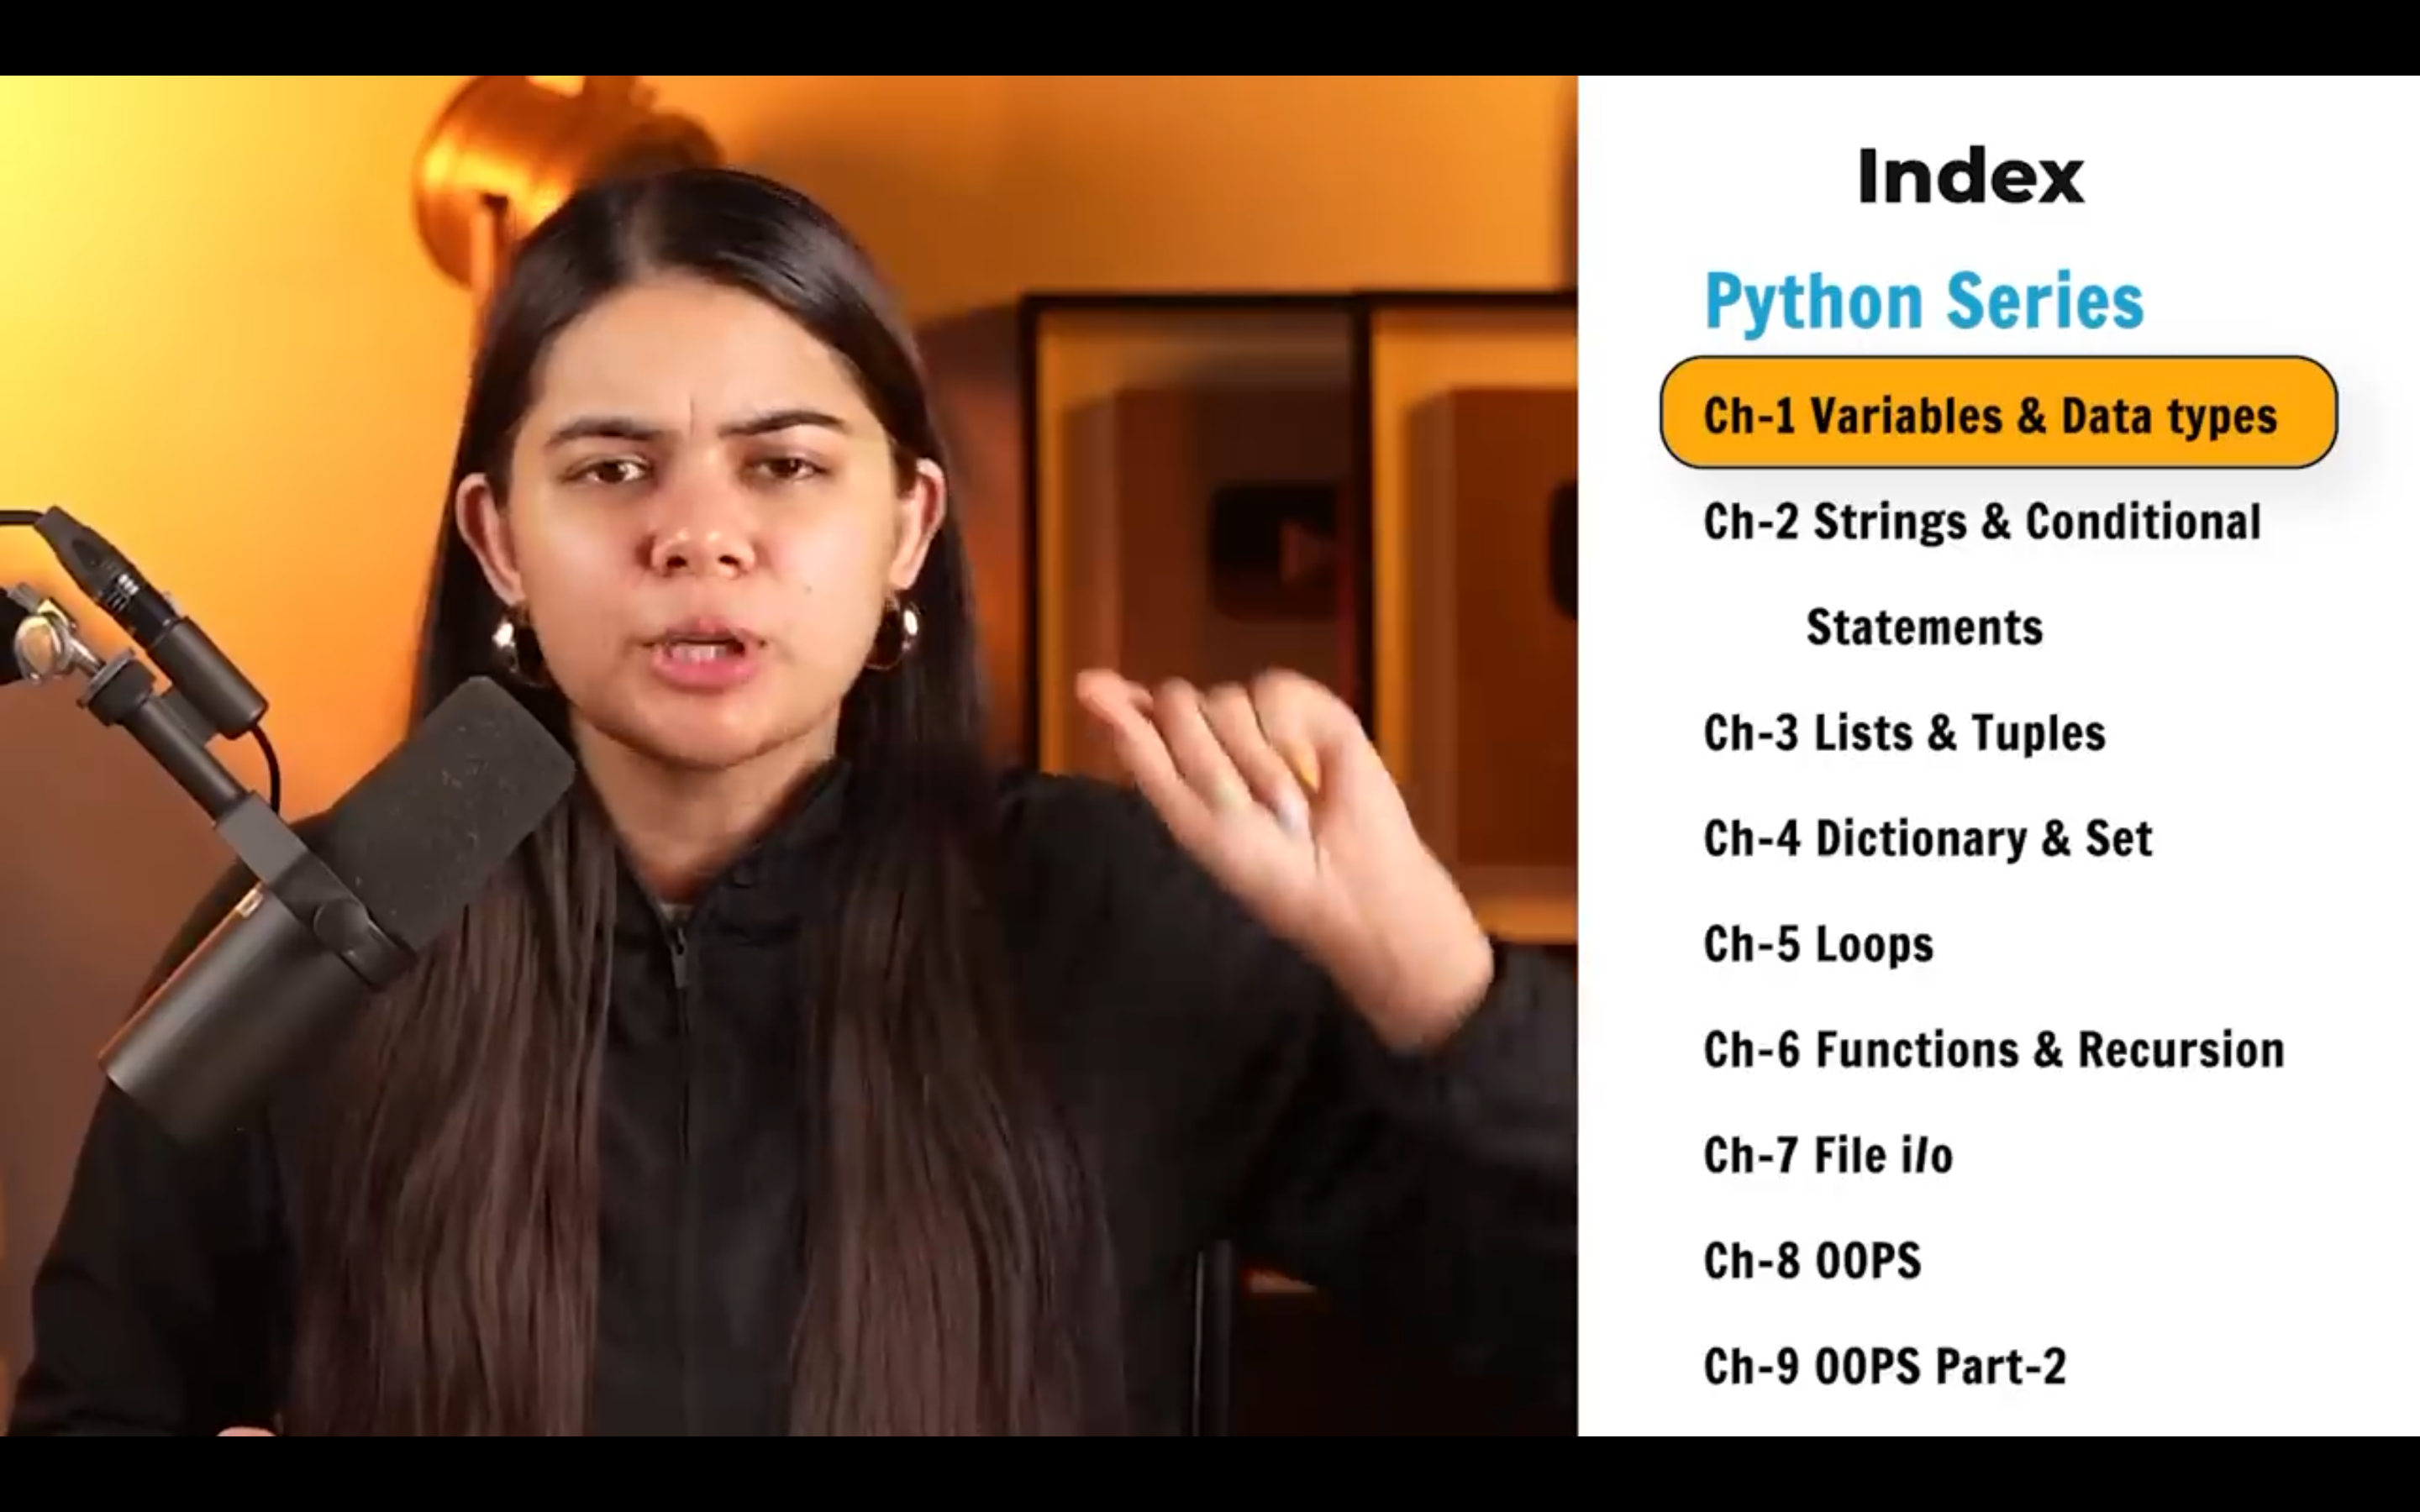 Index
Python Series
Ch-1 Variables & Data types
Ch-2 Strings & Conditional
Statements
Ch-3 Lists & Tuples
Ch-4 Dictionary & Set
Ch-5 Loops
Ch-6 Functions & Recursion
Ch-7 File i/o
Ch-8 OOPS
Ch-9 OOPS Part-2